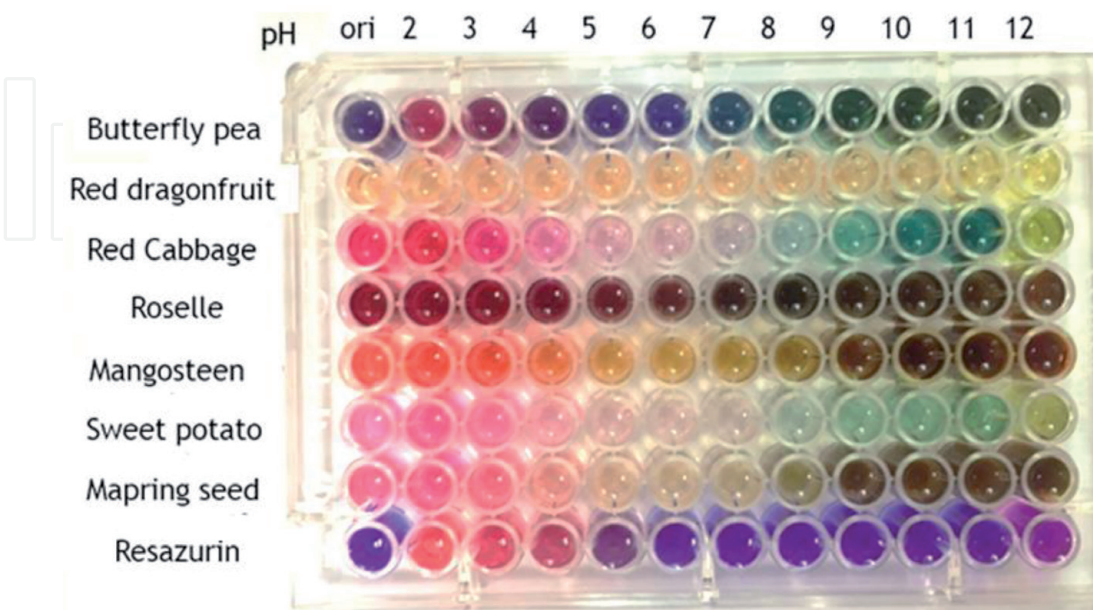 pH ori 2 3 4 5 6 7 8 9 10 11 12
Butterfly pea
Red dragonfruit
Red Cabbage
Roselle
Mangosteen
Sweet potato
Mapring seed
Resazurin